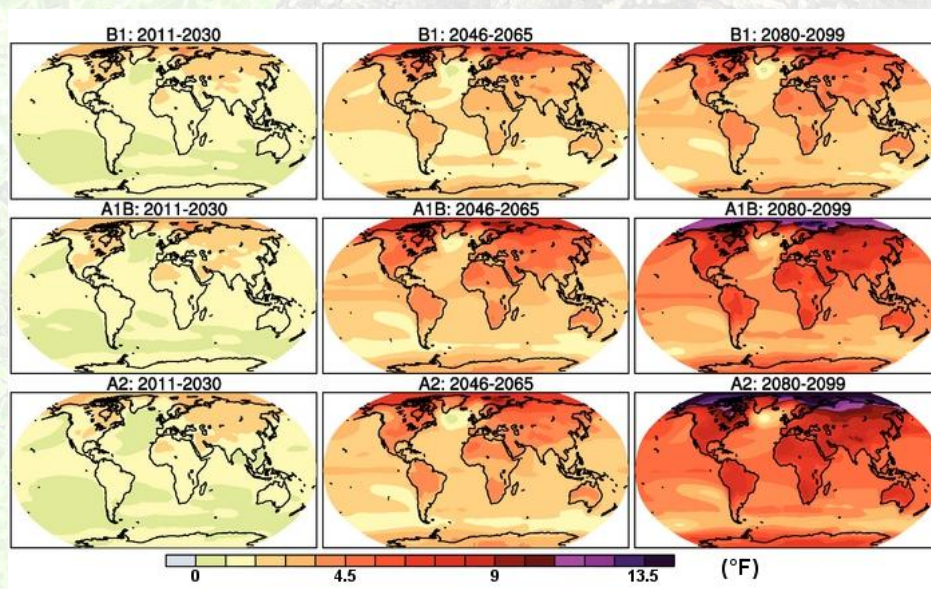 B1: 2011-2030
B1: 2046-2065
B1: 2080-2099
A1B: 2011-2030
A1B: 2046-2065
A1B: 2080-2099
A2: 2011-2030
A2: 2046-2065
A2: 2080-2099
0 4.5 9 13.5 (°F)